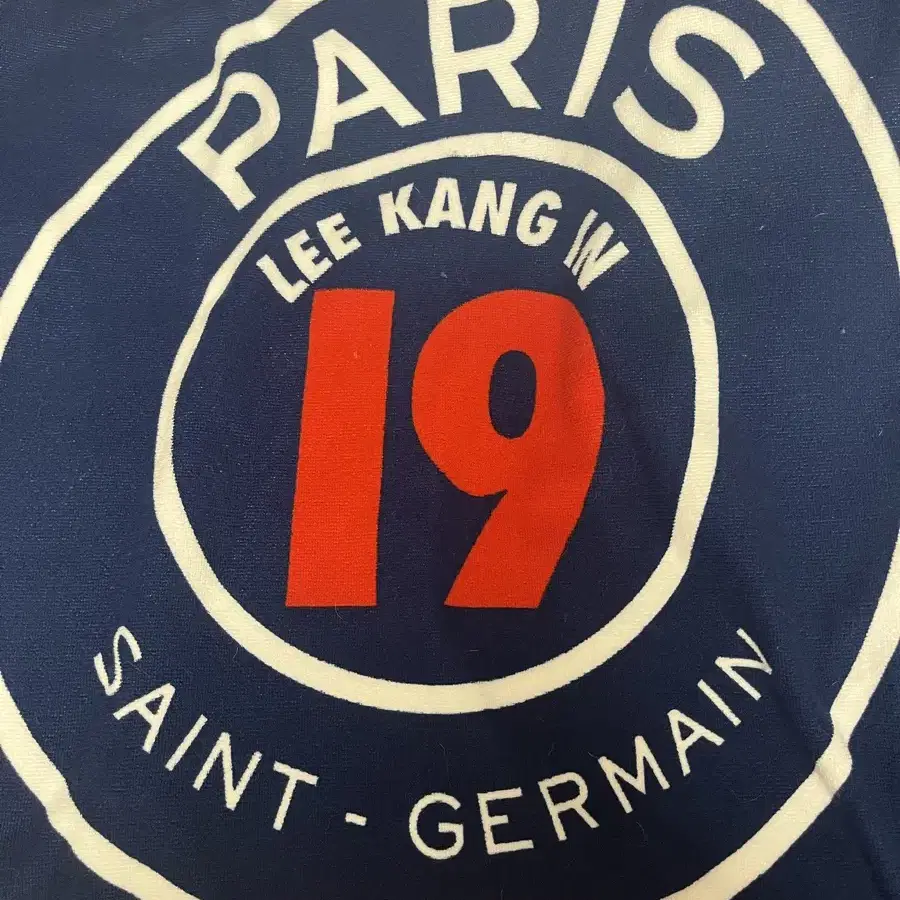 PARIS
LEE KANG IN
19
SAINT - GERMAIN